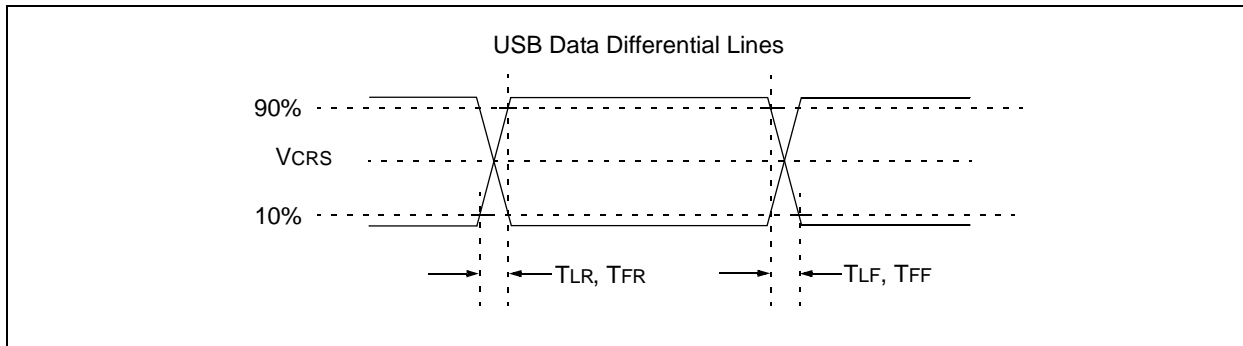 USB Data Differential Lines
90%
VCRS
10%
TLR, TFR
TLF, TFF